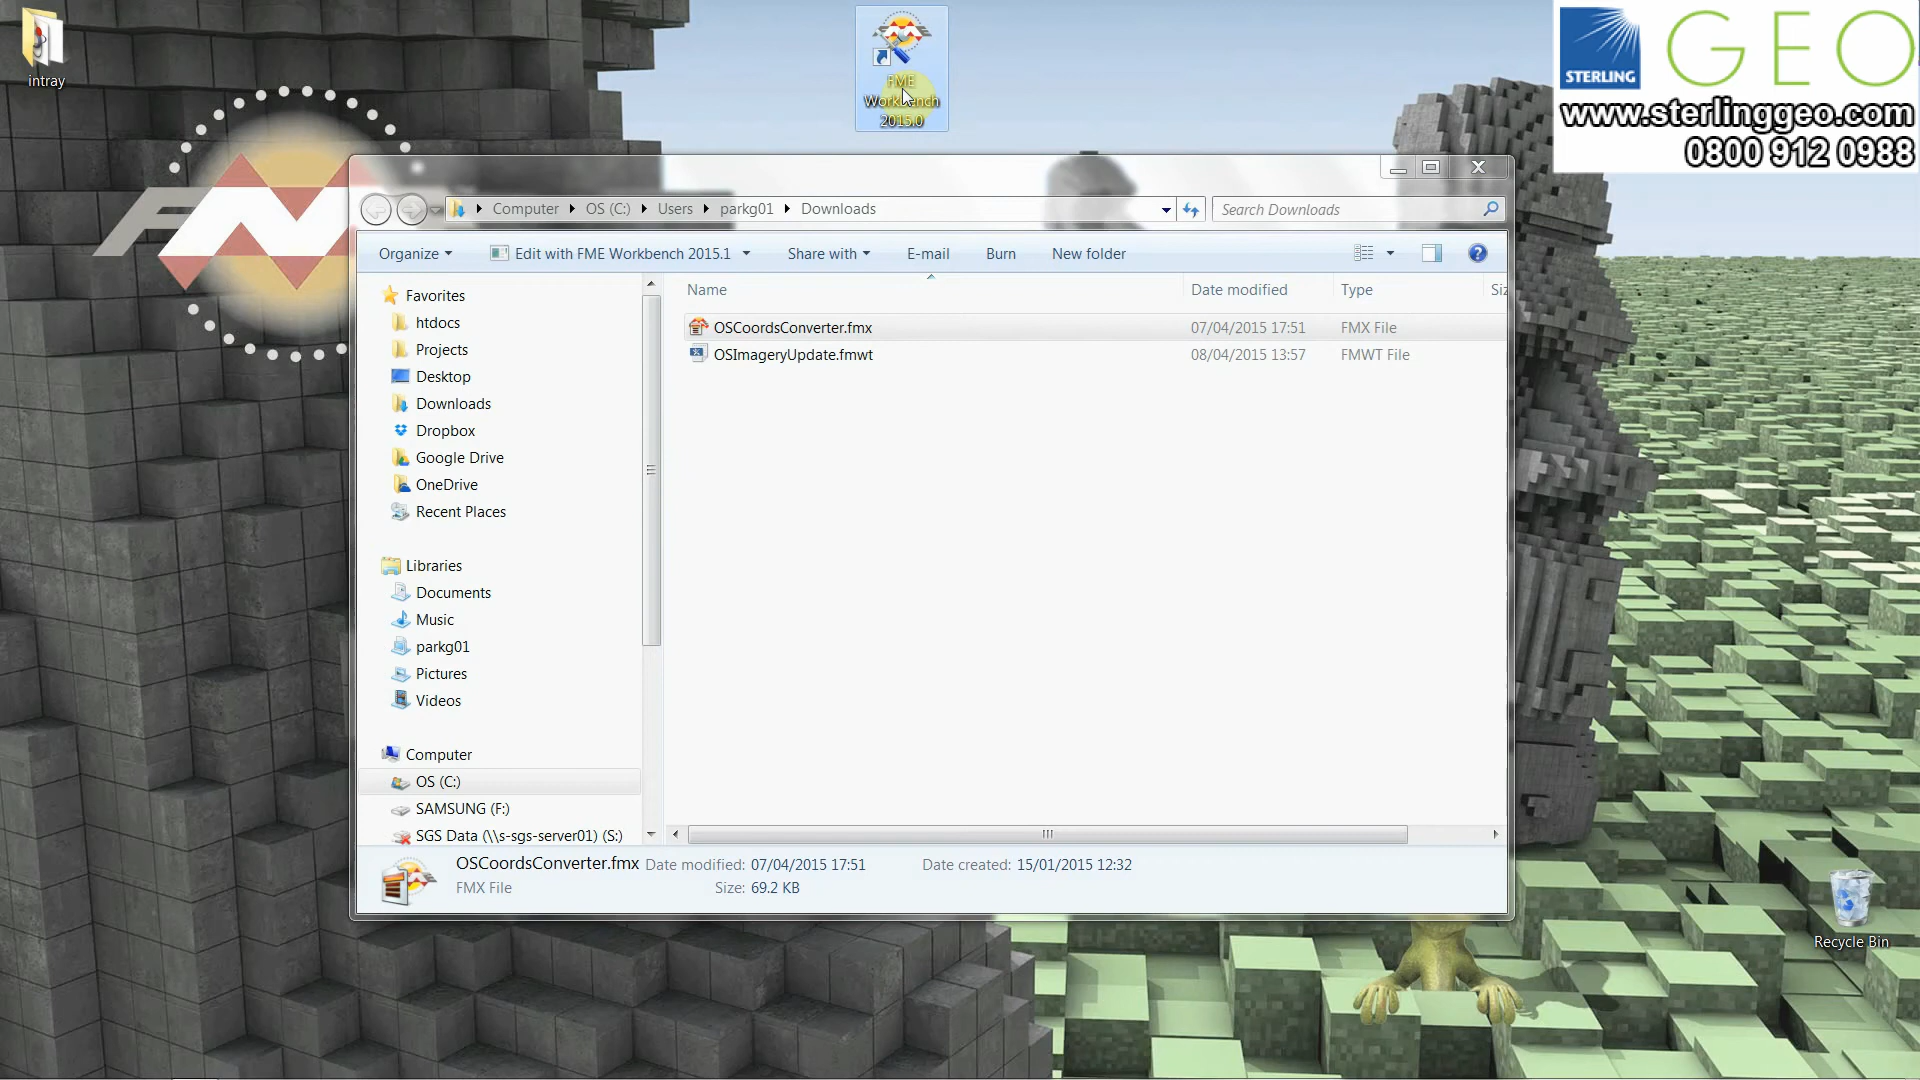 intray
FME
Workbench
2015.0
STERLING
GEO
www.sterlinggeo.com
0800 912 0988
Computer
OS (C:)
Users
parkg01
Downloads
Search Downloads
Organize
Edit with FME Workbench 2015.1
Share with
E-mail
Burn
New folder
Favorites
htdocs
Projects
Desktop
Downloads
Dropbox
Google Drive
OneDrive
Recent Places
Libraries
Documents
Music
parkg01
Pictures
Videos
Computer
OS (C:)
SAMSUNG (F:)
SGS Data (\\s-sgs-server01) (S:)
Name Date modified Type Siz
OSCoordsConverter.fmx 07/04/2015 17:51 FMX File
OSImageryUpdate.fmwt 08/04/2015 13:57 FMWT File
OSCoordsConverter.fmx Date modified: 07/04/2015 17:51 Date created: 15/01/2015 12:32
FMX File Size: 69.2 KB
Recycle Bin